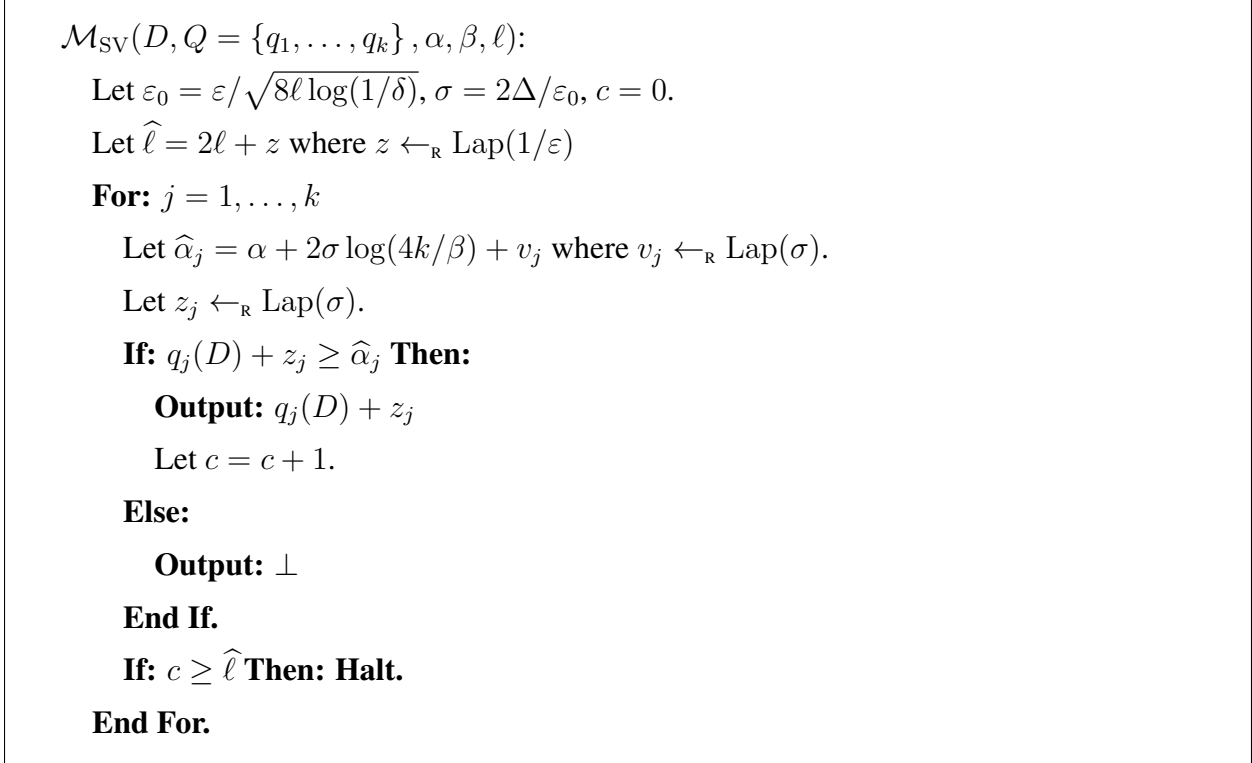 𝓜_SV(D, Q = {q_1, …, q_k}, α, β, ℓ):
Let ε_0 = ε/√(8ℓ log(1/δ)), σ = 2Δ/ε_0, c = 0.
Let ℓ̂ = 2ℓ + z where z ←_R Lap(1/ε)
For: j = 1, …, k
Let α̂_j = α + 2σ log(4k/β) + v_j where v_j ←_R Lap(σ).
Let z_j ←_R Lap(σ).
If: q_j(D) + z_j ≥ α̂_j Then:
Output: q_j(D) + z_j
Let c = c + 1.
Else:
Output: ⊥
End If.
If: c ≥ ℓ̂ Then: Halt.
End For.